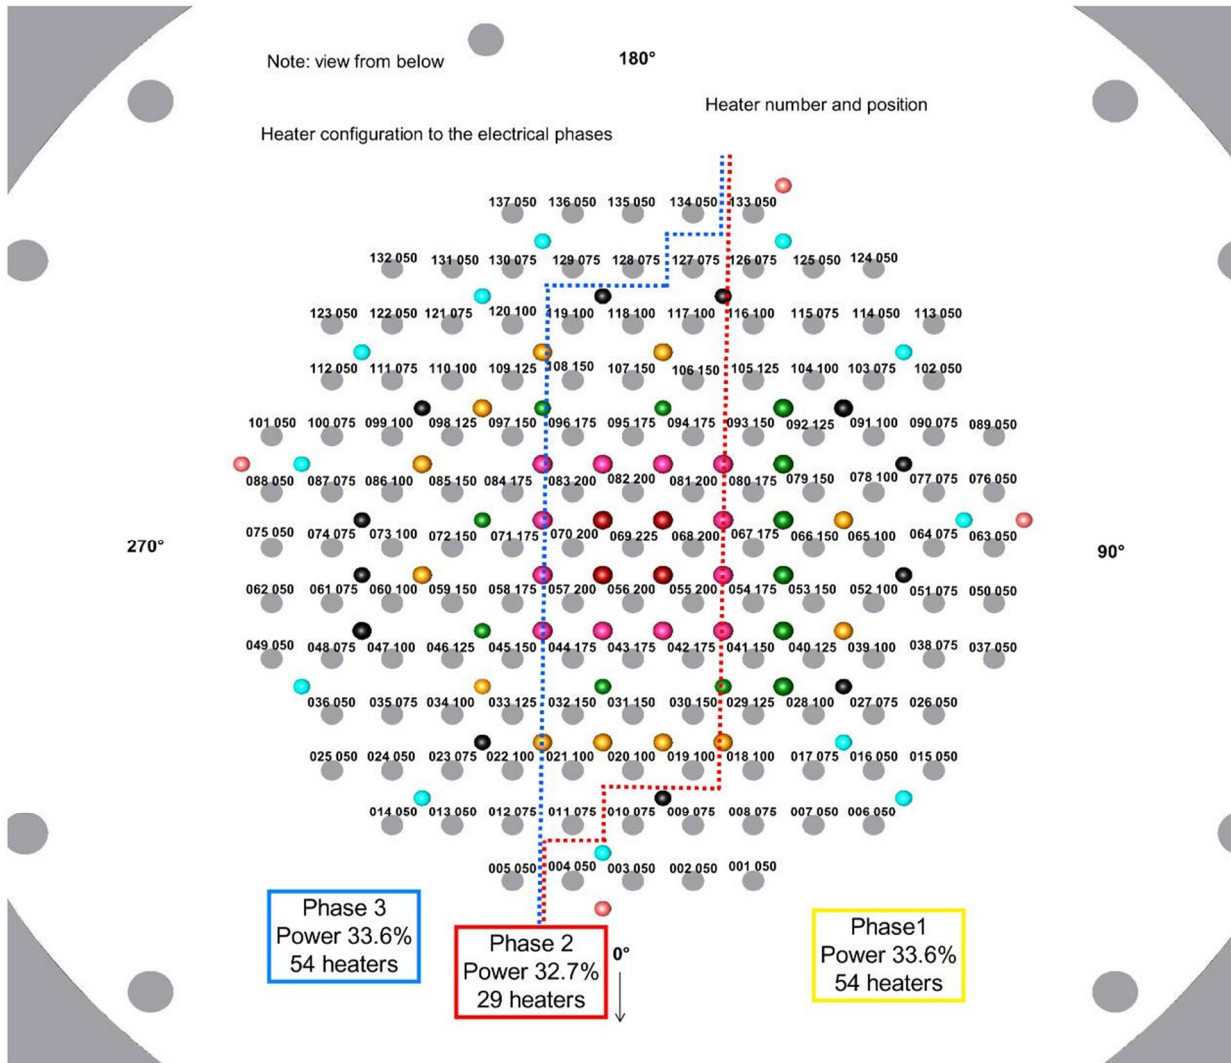 Note: view from below
180°
Heater number and position
Heater configuration to the electrical phases
137 050 136 050 135 050 134 050 133 050
132 050 131 050 130 075 129 075 128 075 127 075 126 075 125 050 124 050
123 050 122 050 121 075 120 100 119 100 118 100 117 100 116 100 115 075 114 050 113 050
112 050 111 075 110 100 109 125 108 150 107 150 106 150 105 125 104 100 103 075 102 050
101 050 100 075 099 100 098 125 097 150 096 175 095 175 094 175 093 150 092 125 091 100 090 075 089 050
088 050 087 075 086 100 085 150 084 175 083 200 082 200 081 200 080 175 079 150 078 100 077 075 076 050
075 050 074 075 073 100 072 150 071 175 070 200 069 225 068 200 067 175 066 150 065 100 064 075 063 050
270°
90°
062 050 061 075 060 100 059 150 058 175 057 200 056 200 055 200 054 175 053 150 052 100 051 075 050 050
049 050 048 075 047 100 046 125 045 150 044 175 043 175 042 175 041 150 040 125 039 100 038 075 037 050
036 050 035 075 034 100 033 125 032 150 031 150 030 150 029 125 028 100 027 075 026 050
025 050 024 050 023 075 022 100 021 100 020 100 019 100 018 100 017 075 016 050 015 050
014 050 013 050 012 075 011 075 010 075 009 075 008 075 007 050 006 050
005 050 004 050 003 050 002 050 001 050
Phase 3
Power 33.6%
54 heaters
Phase 2
Power 32.7%
29 heaters
0°
Phase1
Power 33.6%
54 heaters